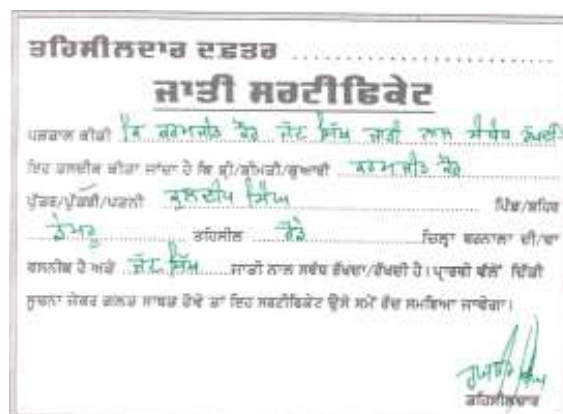 ਤਹਿਸੀਲਦਾਰ ਦਫ਼ਤਰ ........................
ਜਾਤੀ ਸਰਟੀਫਿਕੇਟ
ਪੜਤਾਲ ਕੀਤੀ ਕਿ ਕਰਮਜੀਤ ਕੌਰ ਜੱਟ ਸਿੱਖ ਜਾਤੀ ਨਾਲ ਸੰਬੰਧ ਰੱਖਦੀ
ਇਹ ਤਸਦੀਕ ਕੀਤਾ ਜਾਂਦਾ ਹੈ ਕਿ ਸ਼੍ਰੀ/ਸ਼੍ਰੀਮਤੀ/ਕੁਆਰੀ ਕਰਮਜੀਤ ਕੌਰ
ਪੁੱਤਰ/ਪੁੱਤਰੀ/ਪਤਨੀ ਕੁਲਦੀਪ ਸਿੰਘ ਪਿੰਡ/ਸ਼ਹਿਰ
ਤਹਿਸੀਲ ਜ਼ਿਲ੍ਹਾ ਬਰਨਾਲਾ ਦੀ/ਦਾ
ਵਸਨੀਕ ਹੈ ਅਤੇ ਜੱਟ ਸਿੱਖ ਜਾਤੀ ਨਾਲ ਸਬੰਧ ਰੱਖਦਾ/ਰੱਖਦੀ ਹੈ। ਪ੍ਰਾਰਥੀ ਵੱਲੋਂ ਦਿੱਤੀ
ਸੂਚਨਾ ਜੇਕਰ ਗਲਤ ਸਾਬਤ ਹੋਵੇ ਤਾਂ ਇਹ ਸਰਟੀਫਿਕੇਟ ਉਸੇ ਸਮੇਂ ਰੱਦ ਸਮਝਿਆ ਜਾਵੇਗਾ।
ਤਹਿਸੀਲਦਾਰ